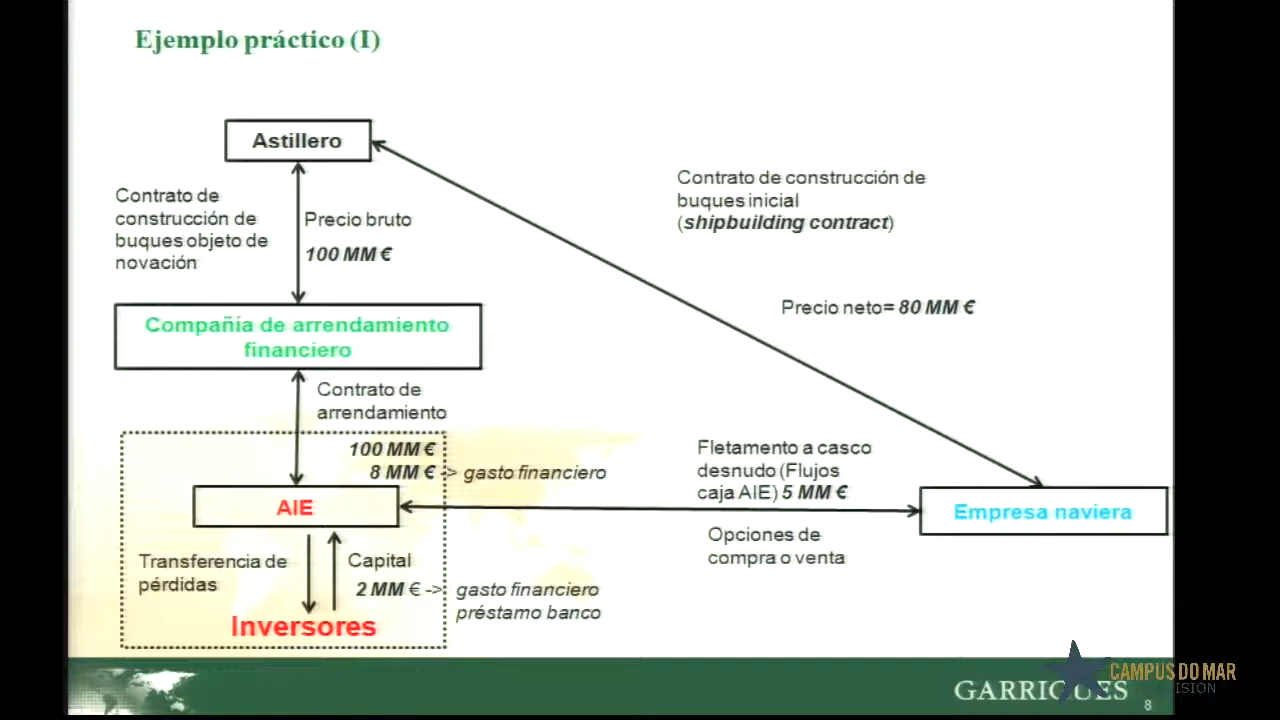 Ejemplo práctico (I)
Astillero
Contrato de
construcción de
buques objeto de
novación
Precio bruto
100 MM €
Contrato de construcción de
buques inicial
(shipbuilding contract)
Precio neto= 80 MM €
Compañía de arrendamiento
financiero
Contrato de
arrendamiento
100 MM €
8 MM € -> gasto financiero
AIE
Fletamento a casco
desnudo (Flujos
caja AIE) 5 MM €
Opciones de
compra o venta
Empresa naviera
Transferencia de
pérdidas
Capital
2 MM € -> gasto financiero
préstamo banco
Inversores
GARRIGUES
CAMPUS DO MAR
8